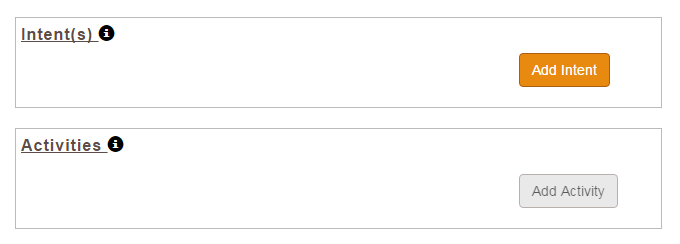 Intent(s)
Add Intent
Activities
Add Activity